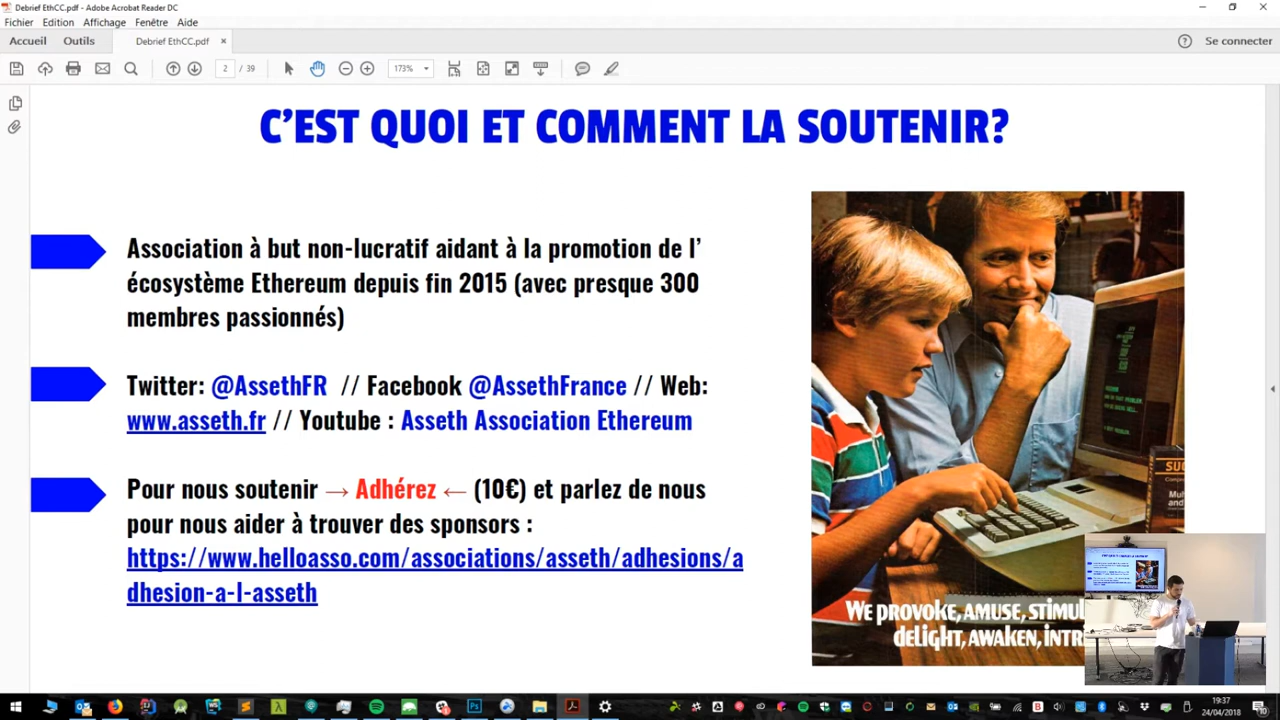 Debrief EthCC.pdf - Adobe Acrobat Reader DC
Fichier Edition Affichage Fenêtre Aide
Accueil Outils Debrief EthCC.pdf × Se connecter
2 / 39 173%
C'EST QUOI ET COMMENT LA SOUTENIR?
Association à but non-lucratif aidant à la promotion de l'
écosystème Ethereum depuis fin 2015 (avec presque 300
membres passionnés)
Twitter: @AssethFR // Facebook @AssethFrance // Web:
www.asseth.fr // Youtube : Asseth Association Ethereum
Pour nous soutenir → Adhérez ← (10€) et parlez de nous
pour nous aider à trouver des sponsors :
https://www.helloasso.com/associations/asseth/adhesions/a
dhesion-a-l-asseth
WE PROVOKE, AMUSE, STIMUL
DELIGHT, AWAKEN, INTR
19:37
24/04/2018